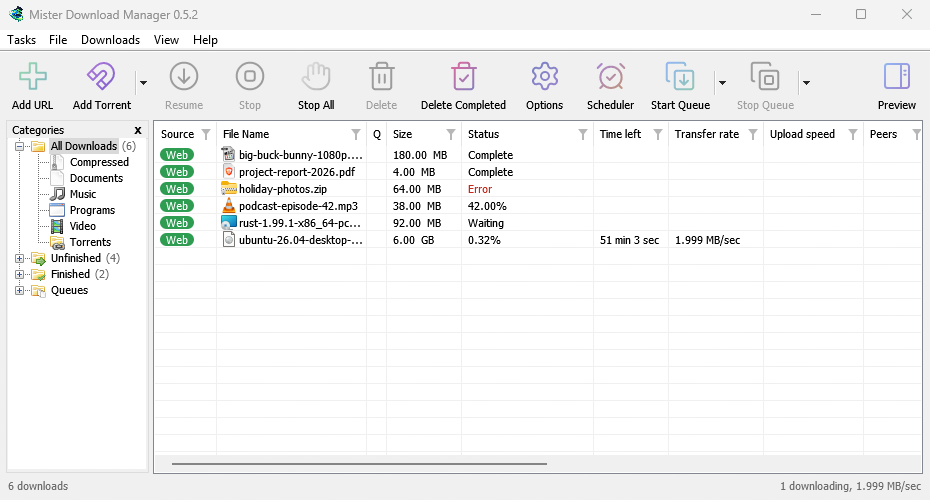 Mister Download Manager 0.5.2
Tasks File Downloads View Help
Add URL Add Torrent Resume Stop Stop All Delete Delete Completed Options Scheduler Start Queue Stop Queue Preview
Categories x
All Downloads (6)
Compressed
Documents
Music
Programs
Video
Torrents
Unfinished (4)
Finished (2)
Queues
Source File Name Q Size Status Time left Transfer rate Upload speed Peers
Web big-buck-bunny-1080p.... 180.00 MB Complete
Web project-report-2026.pdf 4.00 MB Complete
Web holiday-photos.zip 64.00 MB Error
Web podcast-episode-42.mp3 38.00 MB 42.00%
Web rust-1.99.1-x86_64-pc... 92.00 MB Waiting
Web ubuntu-26.04-desktop-... 6.00 GB 0.32% 51 min 3 sec 1.999 MB/sec
6 downloads 1 downloading, 1.999 MB/sec